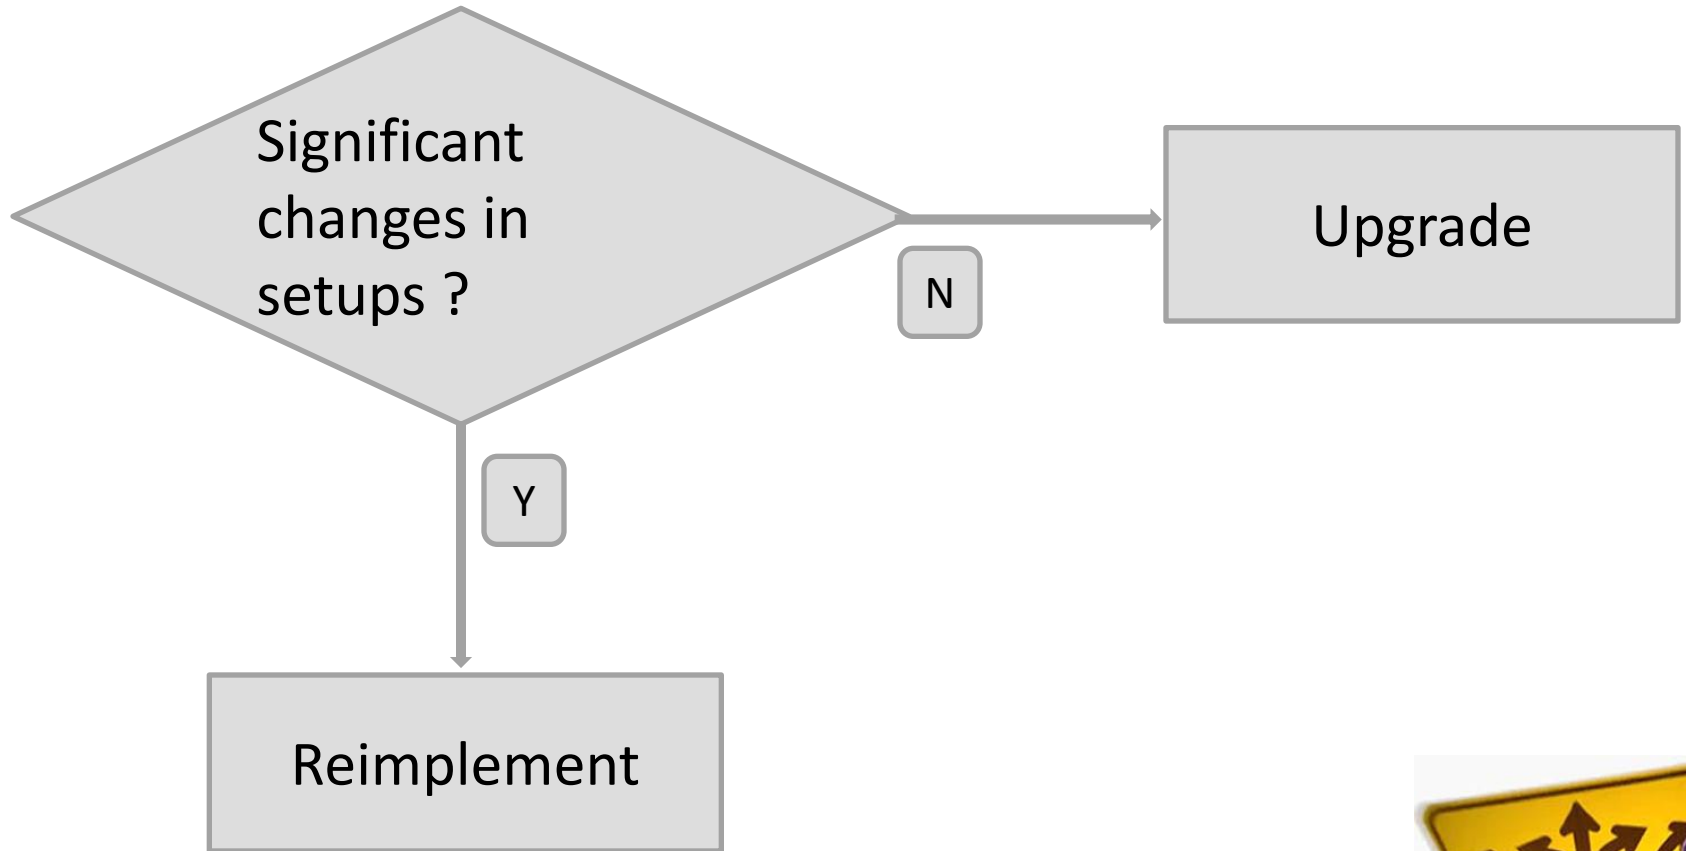 Significant
changes in
setups ?
Upgrade
N
Y
Reimplement